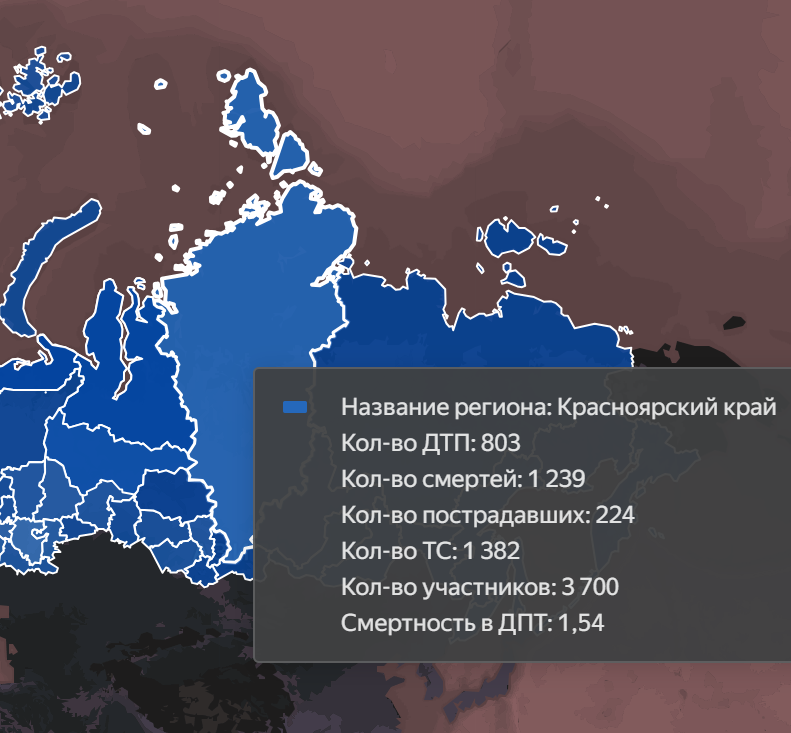 Название региона: Красноярский край
Кол-во ДТП: 803
Кол-во смертей: 1 239
Кол-во пострадавших: 224
Кол-во ТС: 1 382
Кол-во участников: 3 700
Смертность в ДПТ: 1,54